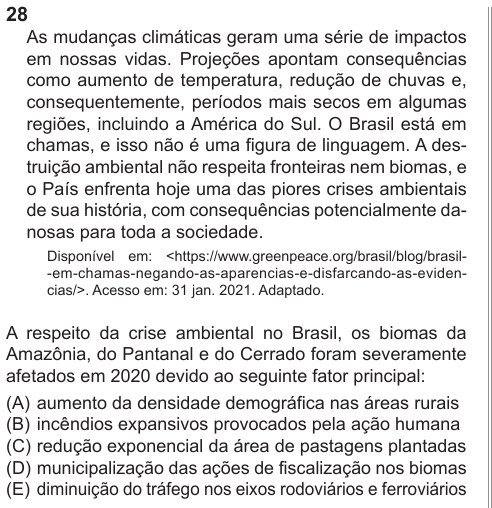 28
As mudanças climáticas geram uma série de impactos
em nossas vidas. Projeções apontam consequências
como aumento de temperatura, redução de chuvas e,
consequentemente, períodos mais secos em algumas
regiões, incluindo a América do Sul. O Brasil está em
chamas, e isso não é uma figura de linguagem. A des-
truição ambiental não respeita fronteiras nem biomas, e
o País enfrenta hoje uma das piores crises ambientais
de sua história, com consequências potencialmente da-
nosas para toda a sociedade.
Disponível em: <https://www.greenpeace.org/brasil/blog/brasil-
-em-chamas-negando-as-aparencias-e-disfarcando-as-eviden-
cias/>. Acesso em: 31 jan. 2021. Adaptado.
A respeito da crise ambiental no Brasil, os biomas da
Amazônia, do Pantanal e do Cerrado foram severamente
afetados em 2020 devido ao seguinte fator principal:
(A) aumento da densidade demográfica nas áreas rurais
(B) incêndios expansivos provocados pela ação humana
(C) redução exponencial da área de pastagens plantadas
(D) municipalização das ações de fiscalização nos biomas
(E) diminuição do tráfego nos eixos rodoviários e ferroviários